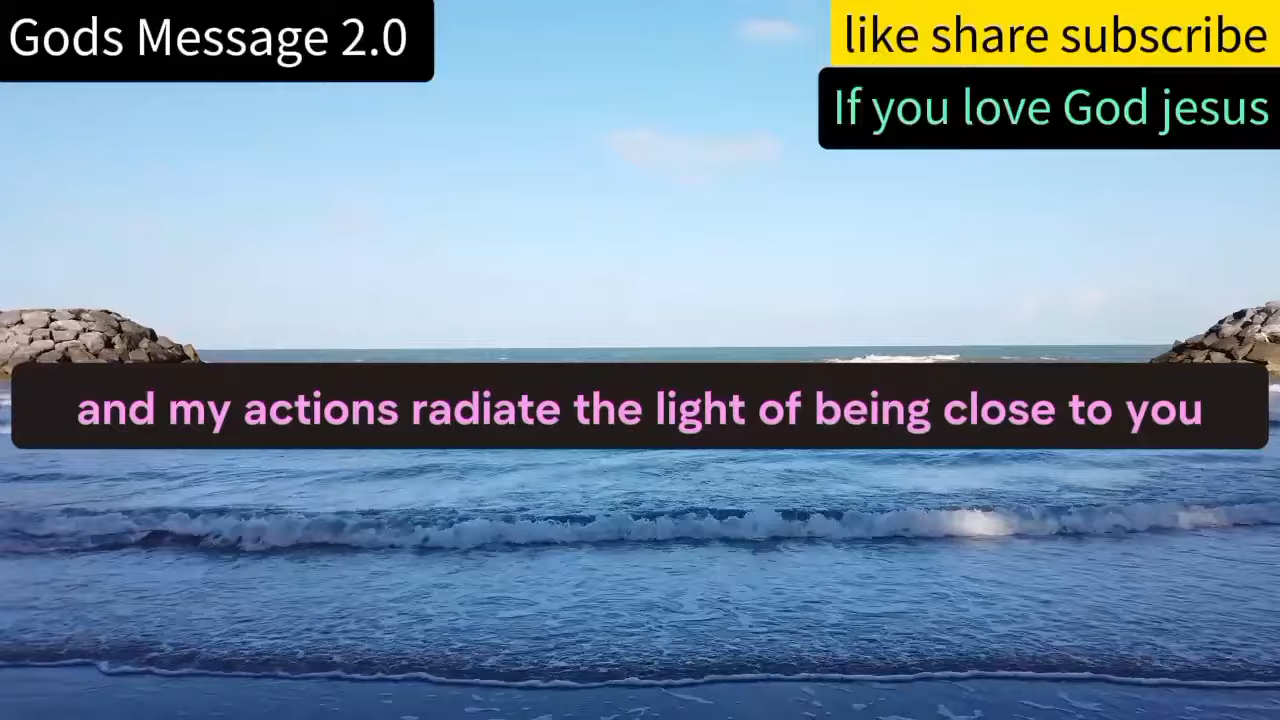 Gods Message 2.0
like share subscribe
If you love God jesus
and my actions radiate the light of being close to you